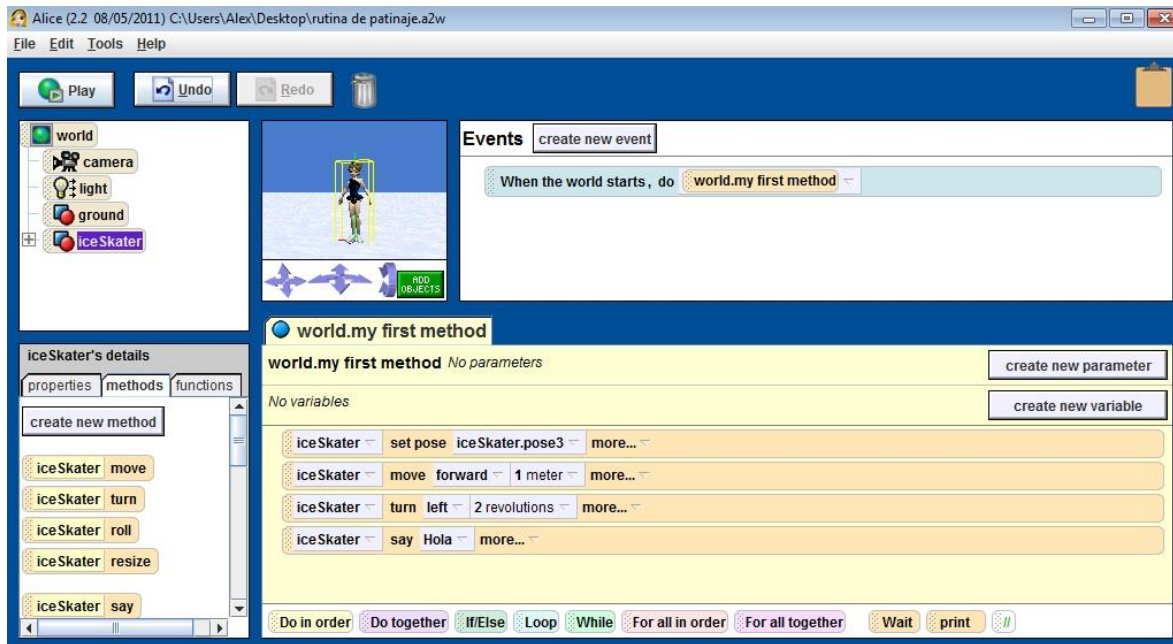 Alice (2.2 08/05/2011) C:\Users\Alex\Desktop\rutina de patinaje.a2w
File Edit Tools Help
Play Undo Redo
world
camera
light
ground
iceSkater
ADD OBJECTS
Events create new event
When the world starts, do world.my first method
iceSkater's details
properties methods functions
create new method
iceSkater move
iceSkater turn
iceSkater roll
iceSkater resize
iceSkater say
world.my first method
world.my first method No parameters create new parameter
No variables create new variable
iceSkater set pose iceSkater.pose3 more...
iceSkater move forward 1 meter more...
iceSkater turn left 2 revolutions more...
iceSkater say Hola more...
Do in order Do together If/Else Loop While For all in order For all together Wait print //